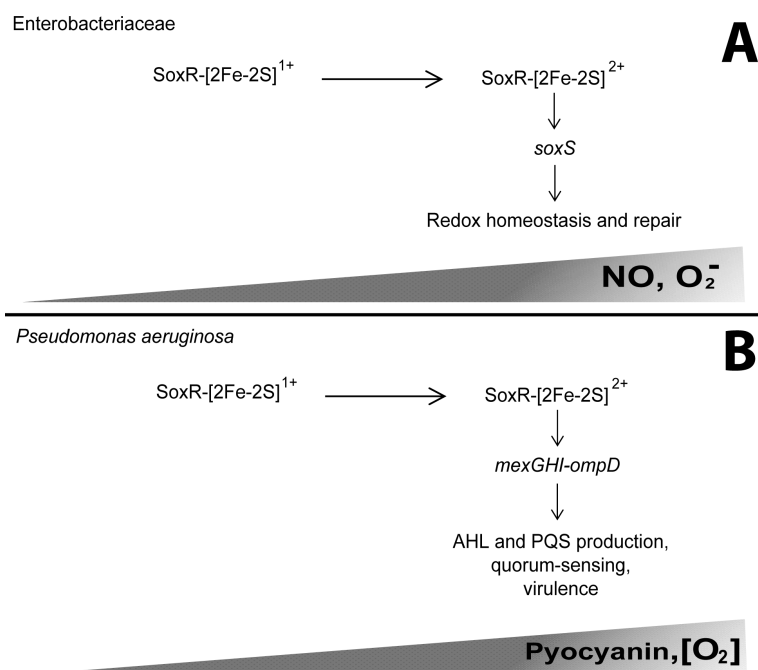 Enterobacteriaceae
A
SoxR-[2Fe-2S]1+
SoxR-[2Fe-2S]2+
soxS
Redox homeostasis and repair
NO, O2-
Pseudomonas aeruginosa
B
SoxR-[2Fe-2S]1+
SoxR-[2Fe-2S]2+
mexGHI-ompD
AHL and PQS production,
quorum-sensing,
virulence
Pyocyanin,[O2]